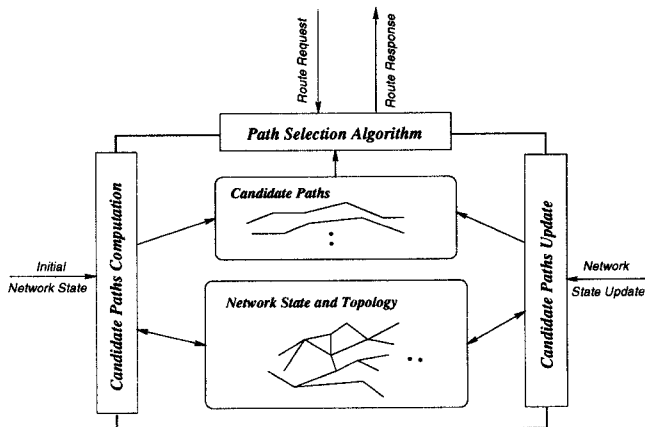 Route Request
Route Response
Path Selection Algorithm
Candidate Paths Computation
Candidate Paths
Candidate Paths Update
Initial
Network State
Network
State Update
Network State and Topology